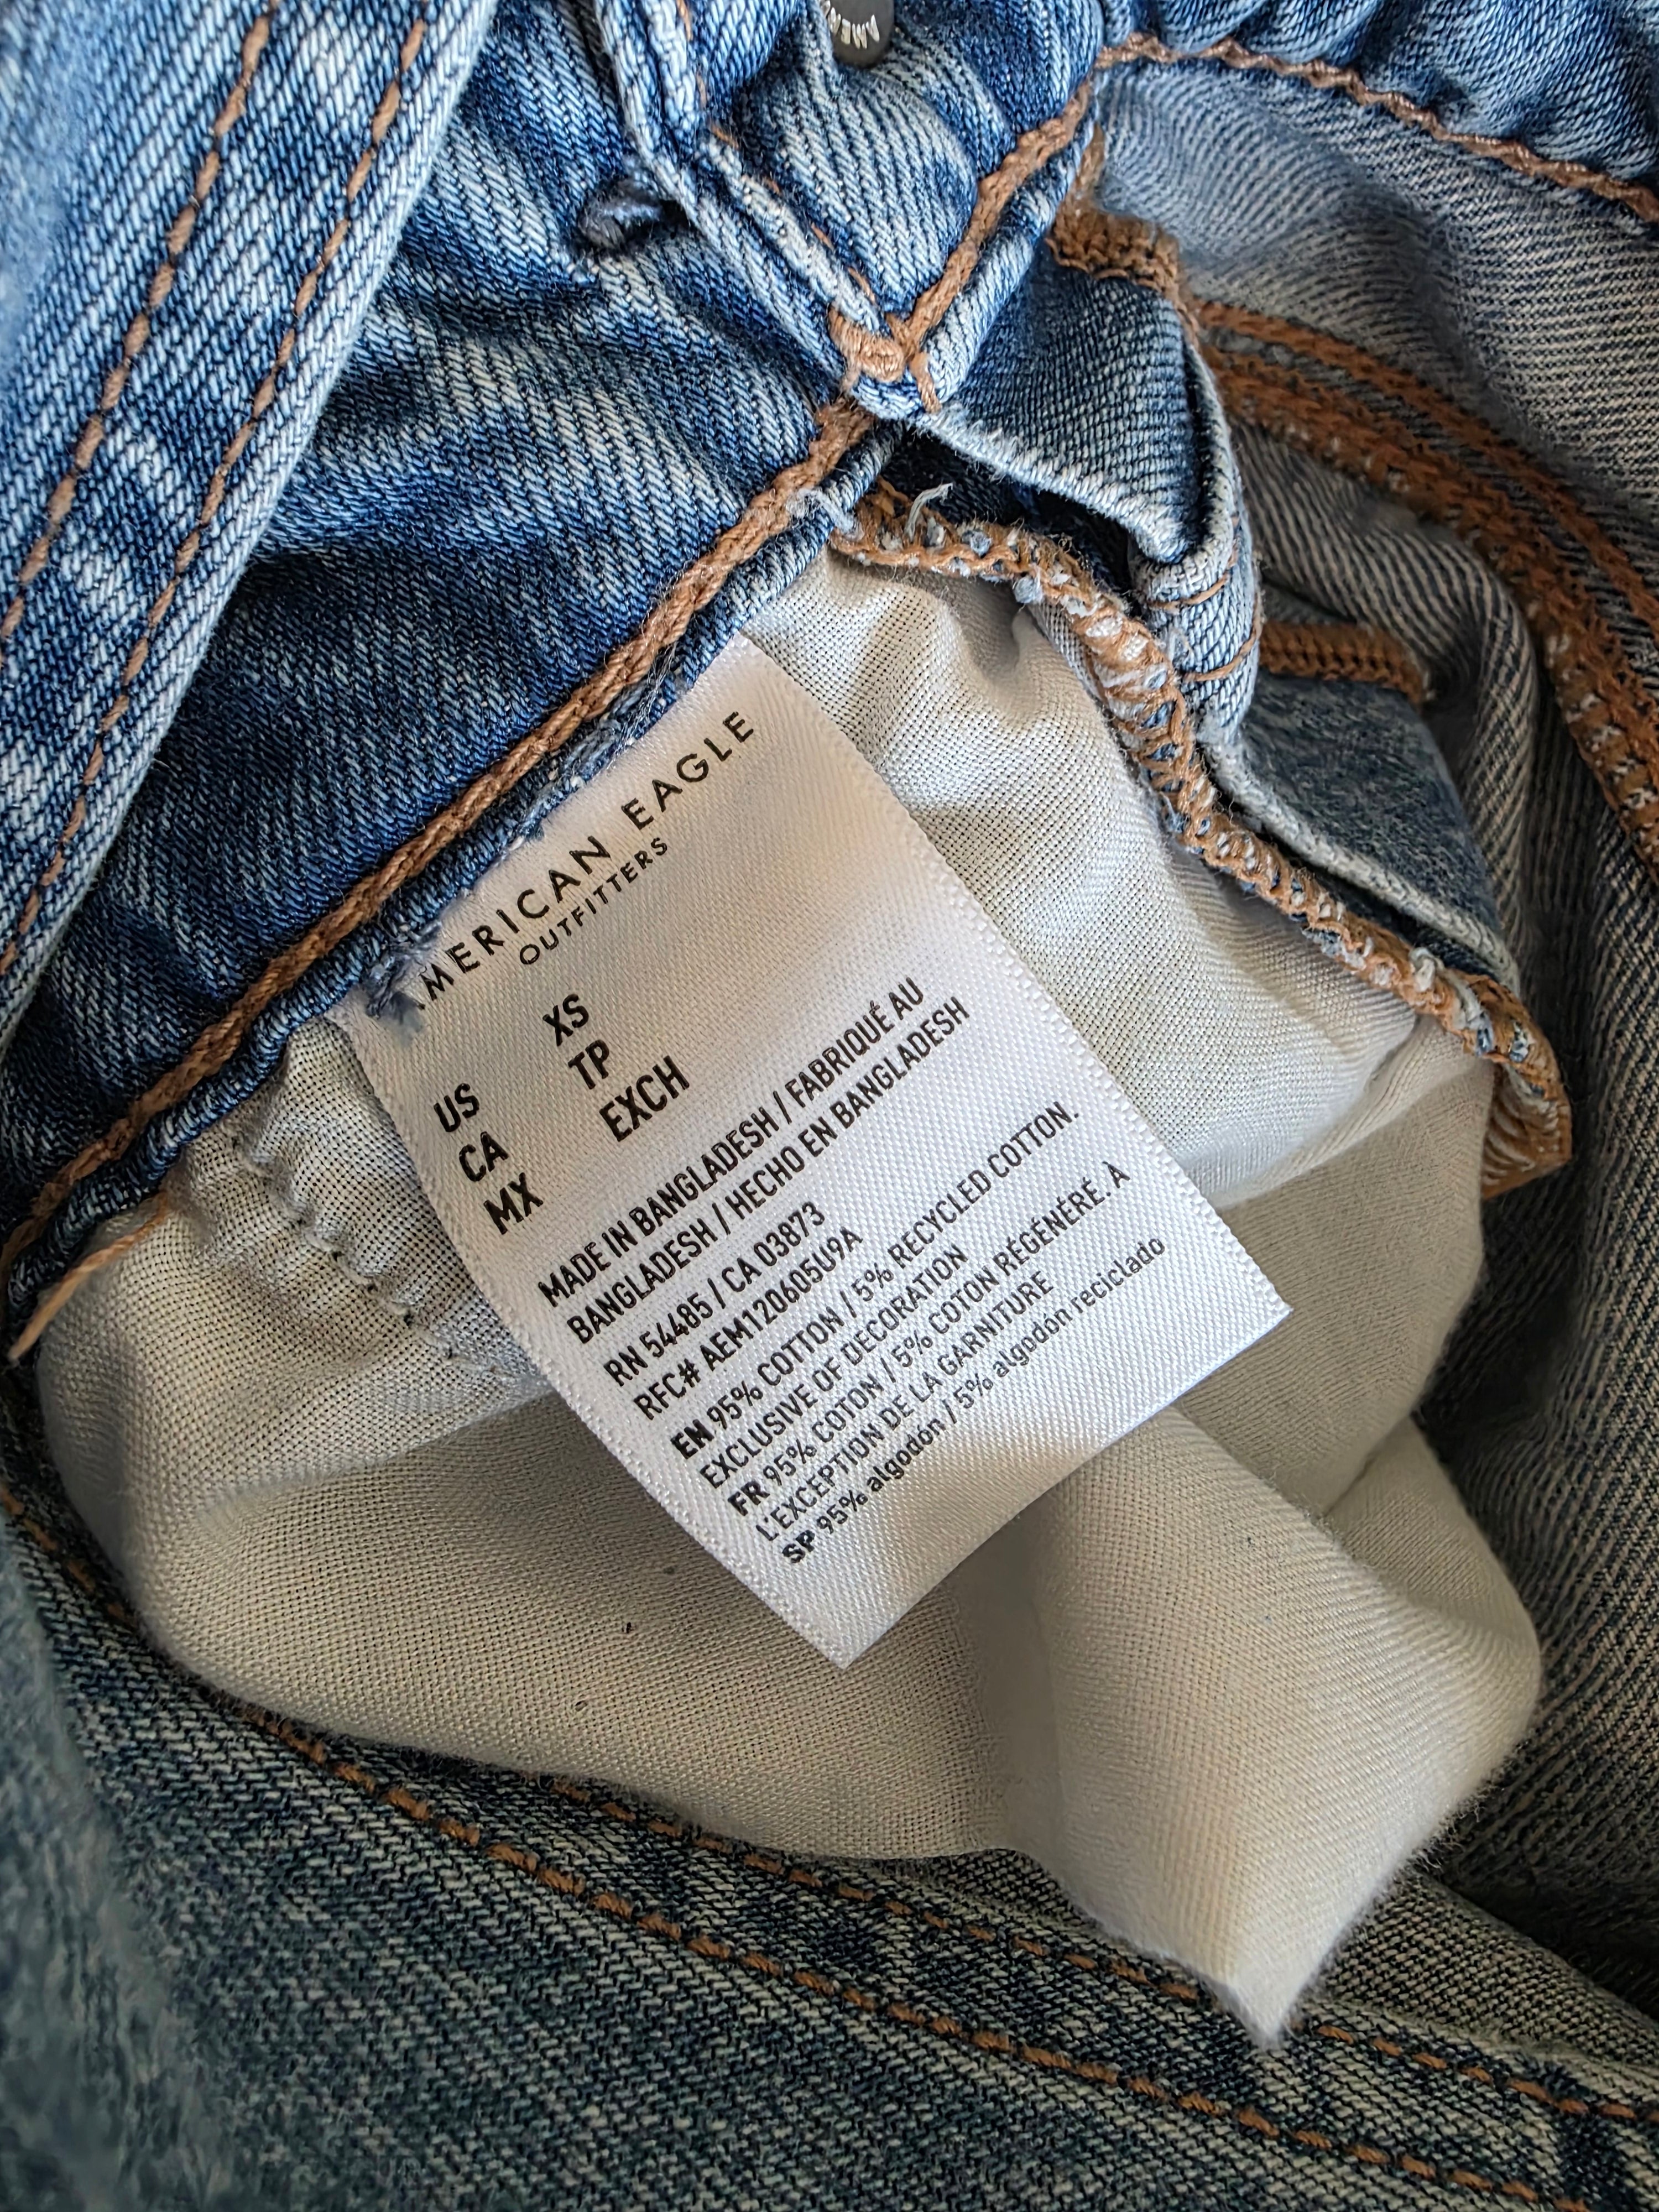 AMERICAN EAGLE
OUTFITTERS
US XS
CA TP
MX EXCH
MADE IN BANGLADESH / FABRIQUÉ AU
BANGLADESH / HECHO EN BANGLADESH
RN 54485 / CA 03873
RFC# AEM120605U9A
EN 95% COTTON / 5% RECYCLED COTTON.
EXCLUSIVE OF DECORATION
FR 95% COTON / 5% COTON RÉGÉNÉRÉ. À
L'EXCEPTION DE LA GARNITURE
SP 95% algodón / 5% algodón reciclado